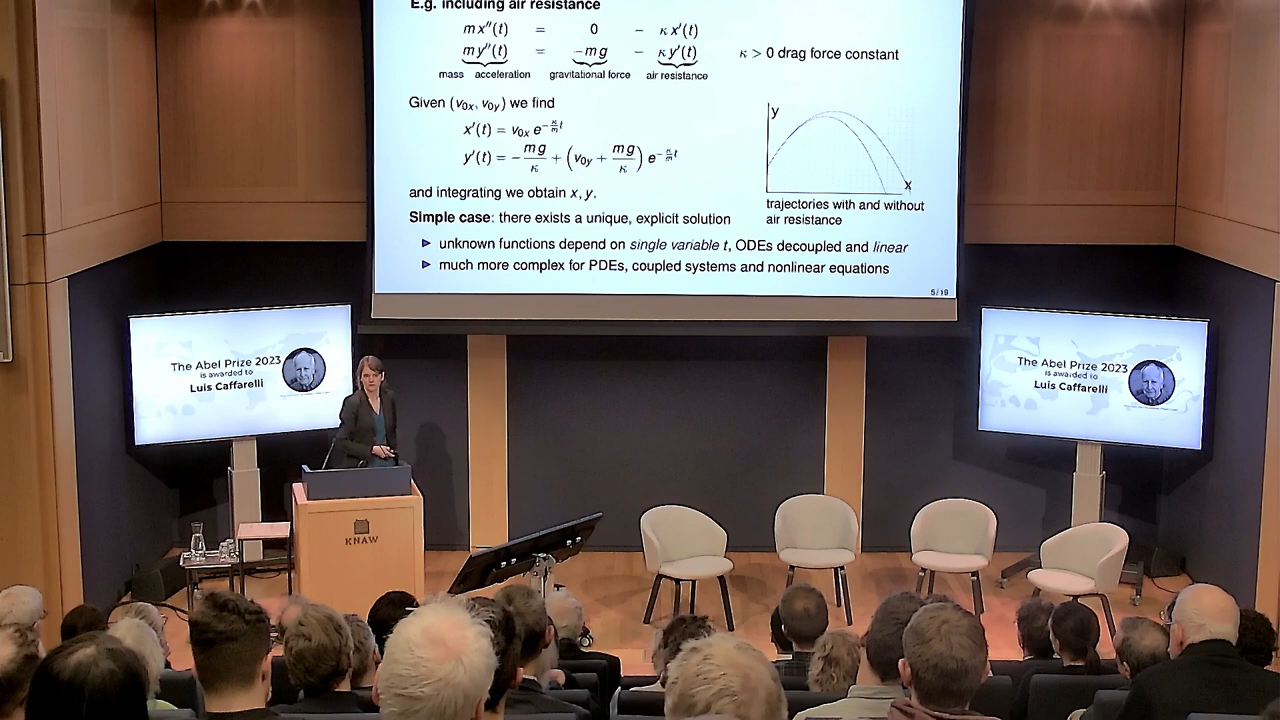 E.g. including air resistance
m x″(t) = 0 − κ x′(t)
m y″(t) = −m g − κ y′(t)
κ > 0 drag force constant
mass acceleration gravitational force air resistance
Given (v₀ₓ, v₀y) we find
x′(t) = v₀ₓ e^{−κ/m t}
y′(t) = −mg/κ + (v₀y + mg/κ) e^{−κ/m t}
and integrating we obtain x, y.
y
x
trajectories with and without
air resistance
Simple case: there exists a unique, explicit solution
unknown functions depend on single variable t, ODEs decoupled and linear
much more complex for PDEs, coupled systems and nonlinear equations
5/19
The Abel Prize 2023
is awarded to
Luis Caffarelli
The Abel Prize 2023
is awarded to
Luis Caffarelli
KNAW